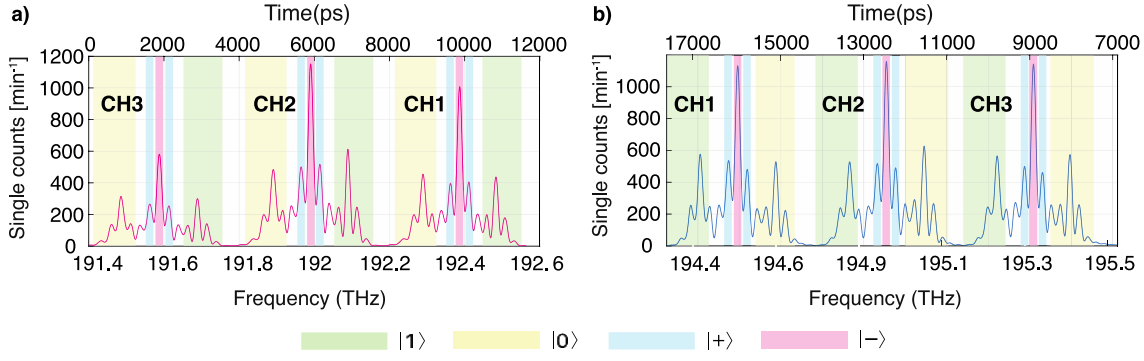 a)
Time(ps)
0 2000 4000 6000 8000 10000 12000
Single counts [min⁻¹]
1200
1000
800
600
400
200
0
CH3 CH2 CH1
191.4 191.6 191.8 192 192.2 192.4 192.6
Frequency (THz)
b)
Time(ps)
17000 15000 13000 11000 9000 7000
Single counts [min⁻¹]
1200
1000
800
600
400
200
0
CH1 CH2 CH3
194.4 194.6 194.9 195.1 195.3 195.5
Frequency (THz)
|1⟩ |0⟩ |+⟩ |−⟩